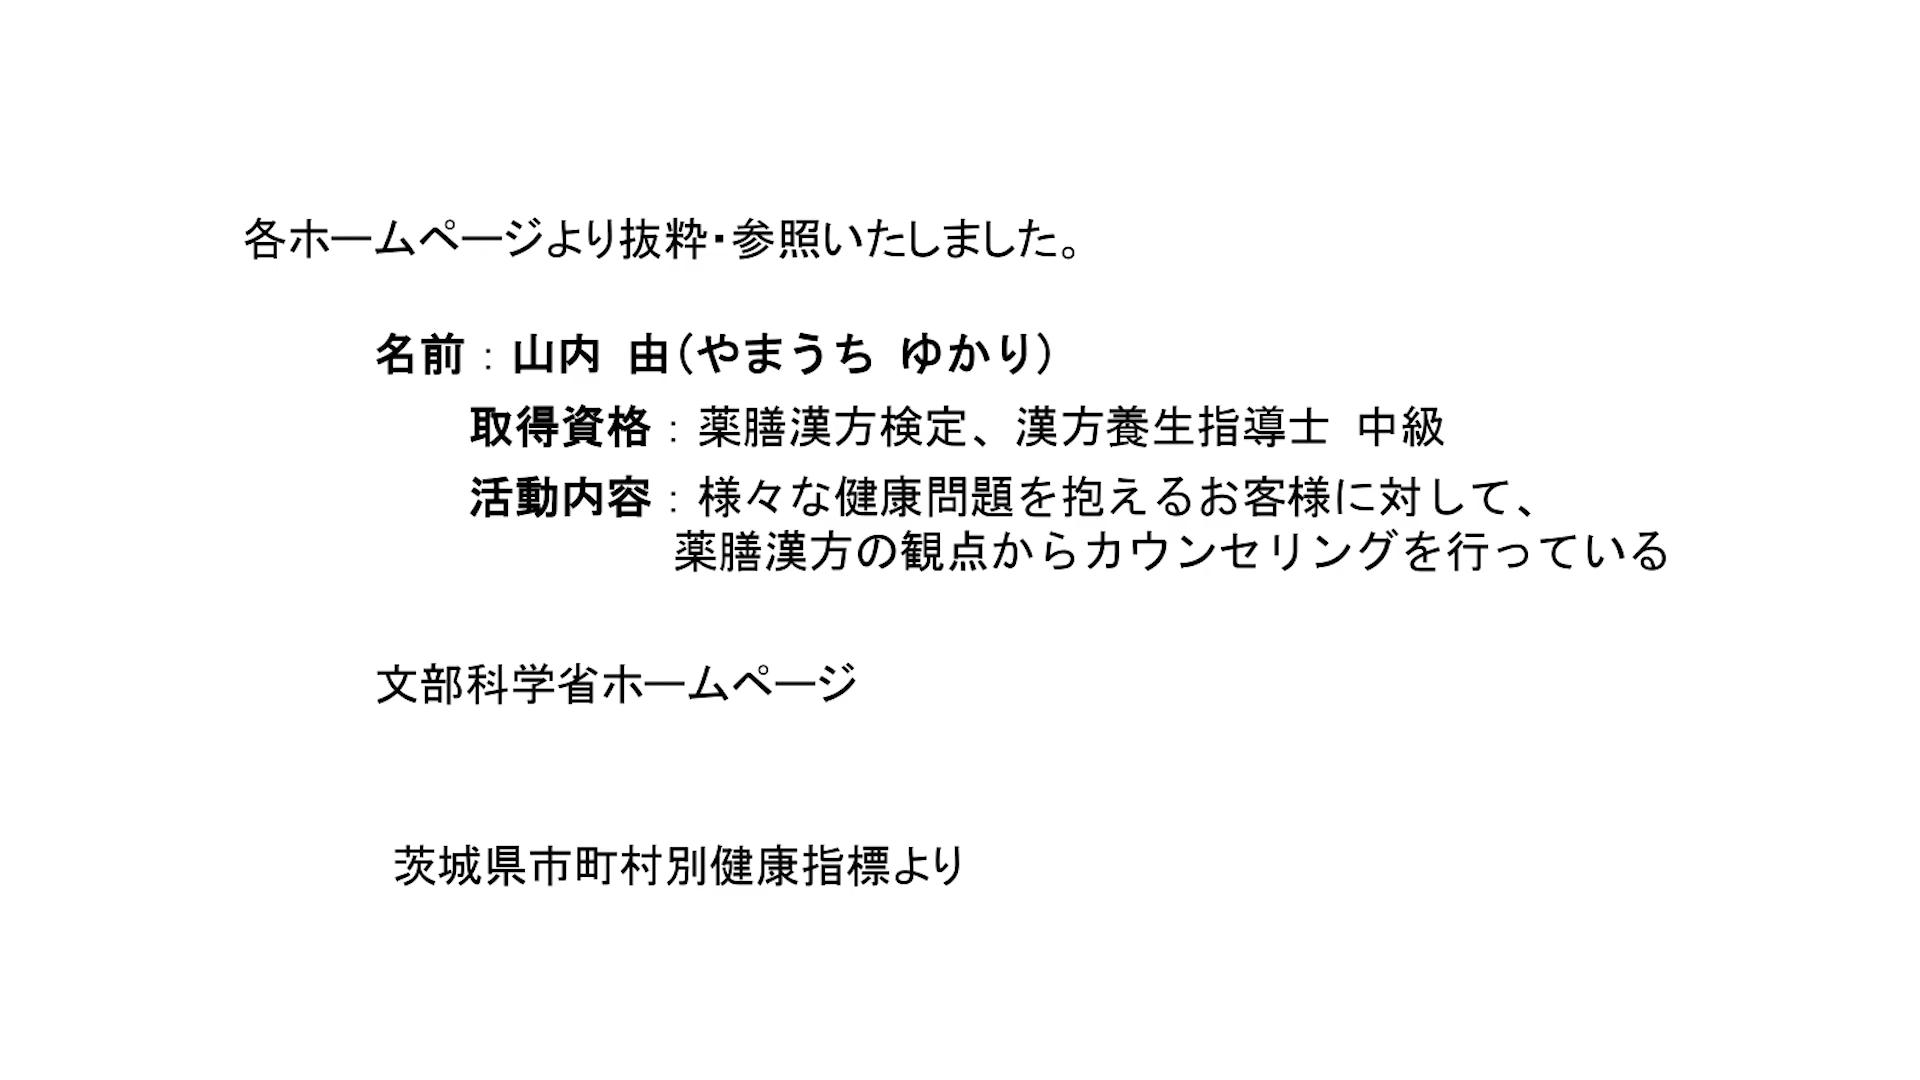 各ホームページより抜粋・参照いたしました。
名前：山内 由（やまうち ゆかり）
取得資格：薬膳漢方検定、漢方養生指導士 中級
活動内容：様々な健康問題を抱えるお客様に対して、
薬膳漢方の観点からカウンセリングを行っている
文部科学省ホームページ
茨城県市町村別健康指標より